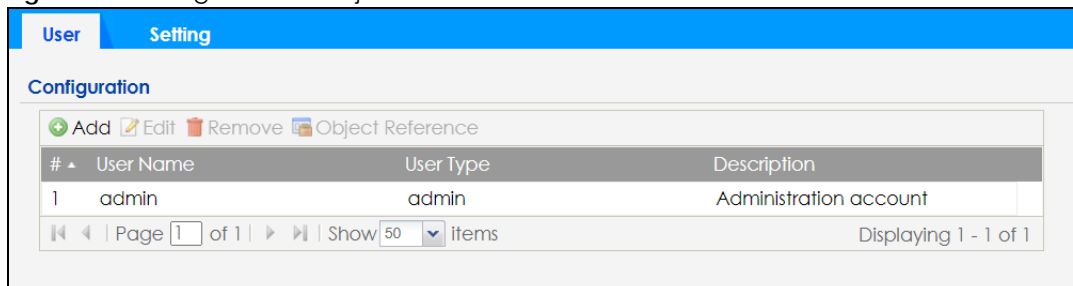 User Setting
Configuration
Add Edit Remove Object Reference
# User Name User Type Description
1 admin admin Administration account
Page 1 of 1 Show 50 items Displaying 1 - 1 of 1